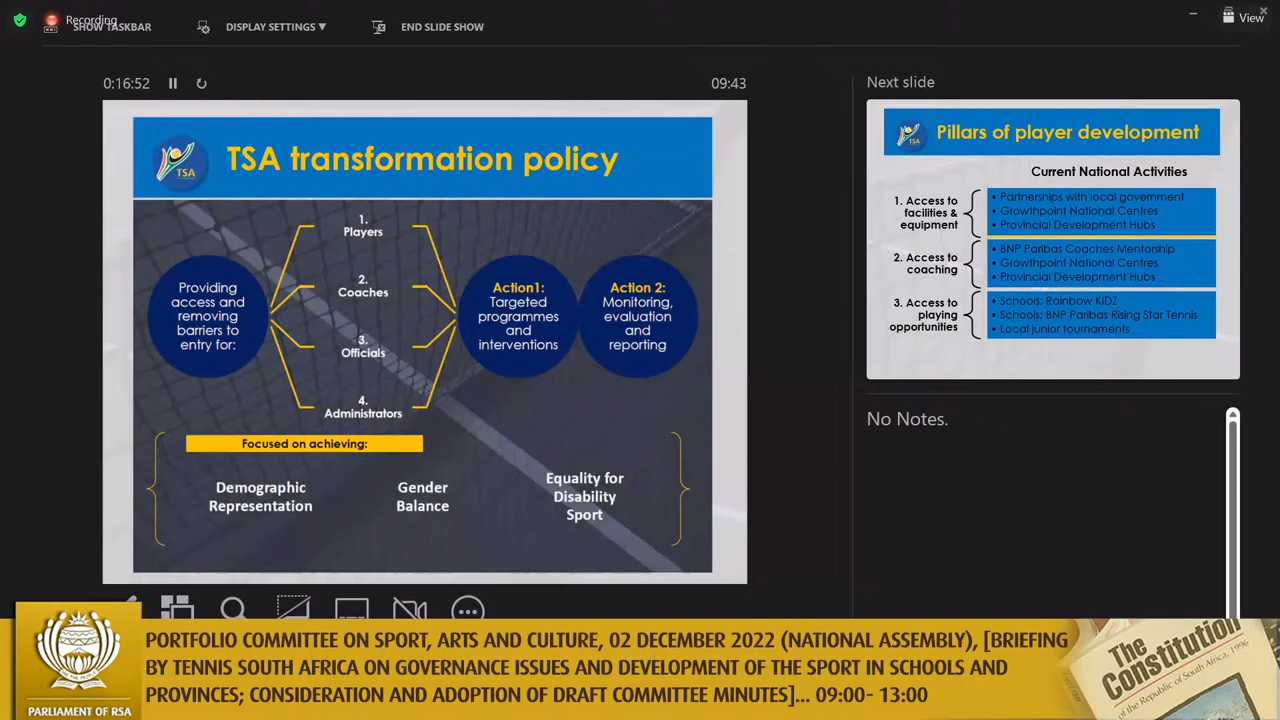 Recording
SHOW TASKBAR
DISPLAY SETTINGS ▼
END SLIDE SHOW
View
0:16:52
09:43
TSA
TSA transformation policy
Providing
access and
removing
barriers to
entry for:
1.
Players
2.
Coaches
3.
Officials
4.
Administrators
Action1:
Targeted
programmes
and
interventions
Action 2:
Monitoring,
evaluation
and
reporting
Focused on achieving:
Demographic
Representation
Gender
Balance
Equality for
Disability
Sport
Next slide
TSA
Pillars of player development
Current National Activities
1. Access to
facilities &
equipment
• Partnerships with local government
• Growthpoint National Centres
• Provincial Development Hubs
2. Access to
coaching
• BNP Paribas Coaches Mentorship
• Growthpoint National Centres
• Provincial Development Hubs
3. Access to
playing
opportunities
• Schools: Rainbow KIDZ
• Schools: BNP Paribas Rising Star Tennis
• Local junior tournaments
No Notes.
PARLIAMENT OF RSA
PORTFOLIO COMMITTEE ON SPORT, ARTS AND CULTURE, 02 DECEMBER 2022 (NATIONAL ASSEMBLY), [BRIEFING
BY TENNIS SOUTH AFRICA ON GOVERNANCE ISSUES AND DEVELOPMENT OF THE SPORT IN SCHOOLS AND
PROVINCES; CONSIDERATION AND ADOPTION OF DRAFT COMMITTEE MINUTES]... 09:00- 13:00
The
Constitution
of the Republic of South Africa, 1996